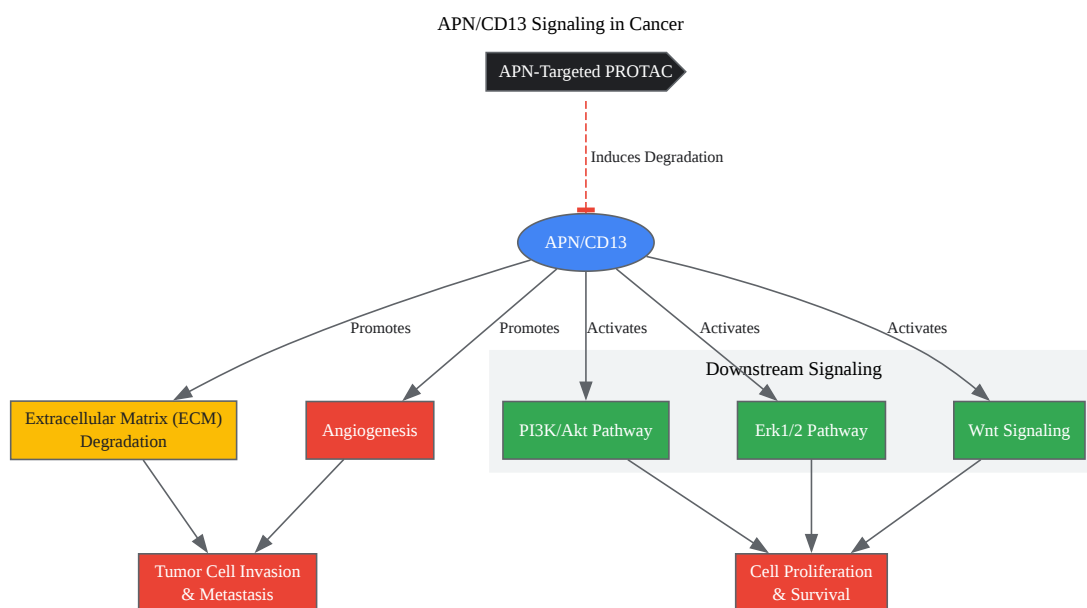 APN/CD13 Signaling in Cancer
APN-Targeted PROTAC
Induces Degradation
APN/CD13
Promotes
Promotes
Activates
Activates
Activates
Downstream Signaling
Extracellular Matrix (ECM)
Degradation
Angiogenesis
PI3K/Akt Pathway
Erk1/2 Pathway
Wnt Signaling
Tumor Cell Invasion
& Metastasis
Cell Proliferation
& Survival